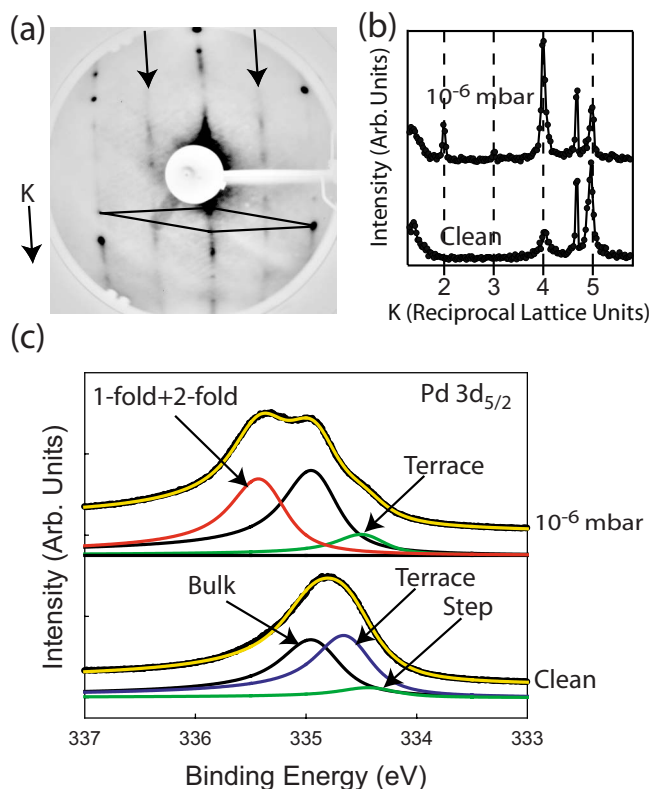 (a)
K
(b)
Intensity (Arb. Units)
10⁻⁶ mbar
Clean
2 3 4 5
K (Reciprocal Lattice Units)
(c)
Intensity (Arb. Units)
1-fold+2-fold
Pd 3d₅/₂
Terrace
10⁻⁶ mbar
Bulk
Terrace
Step
Clean
337 336 335 334 333
Binding Energy (eV)